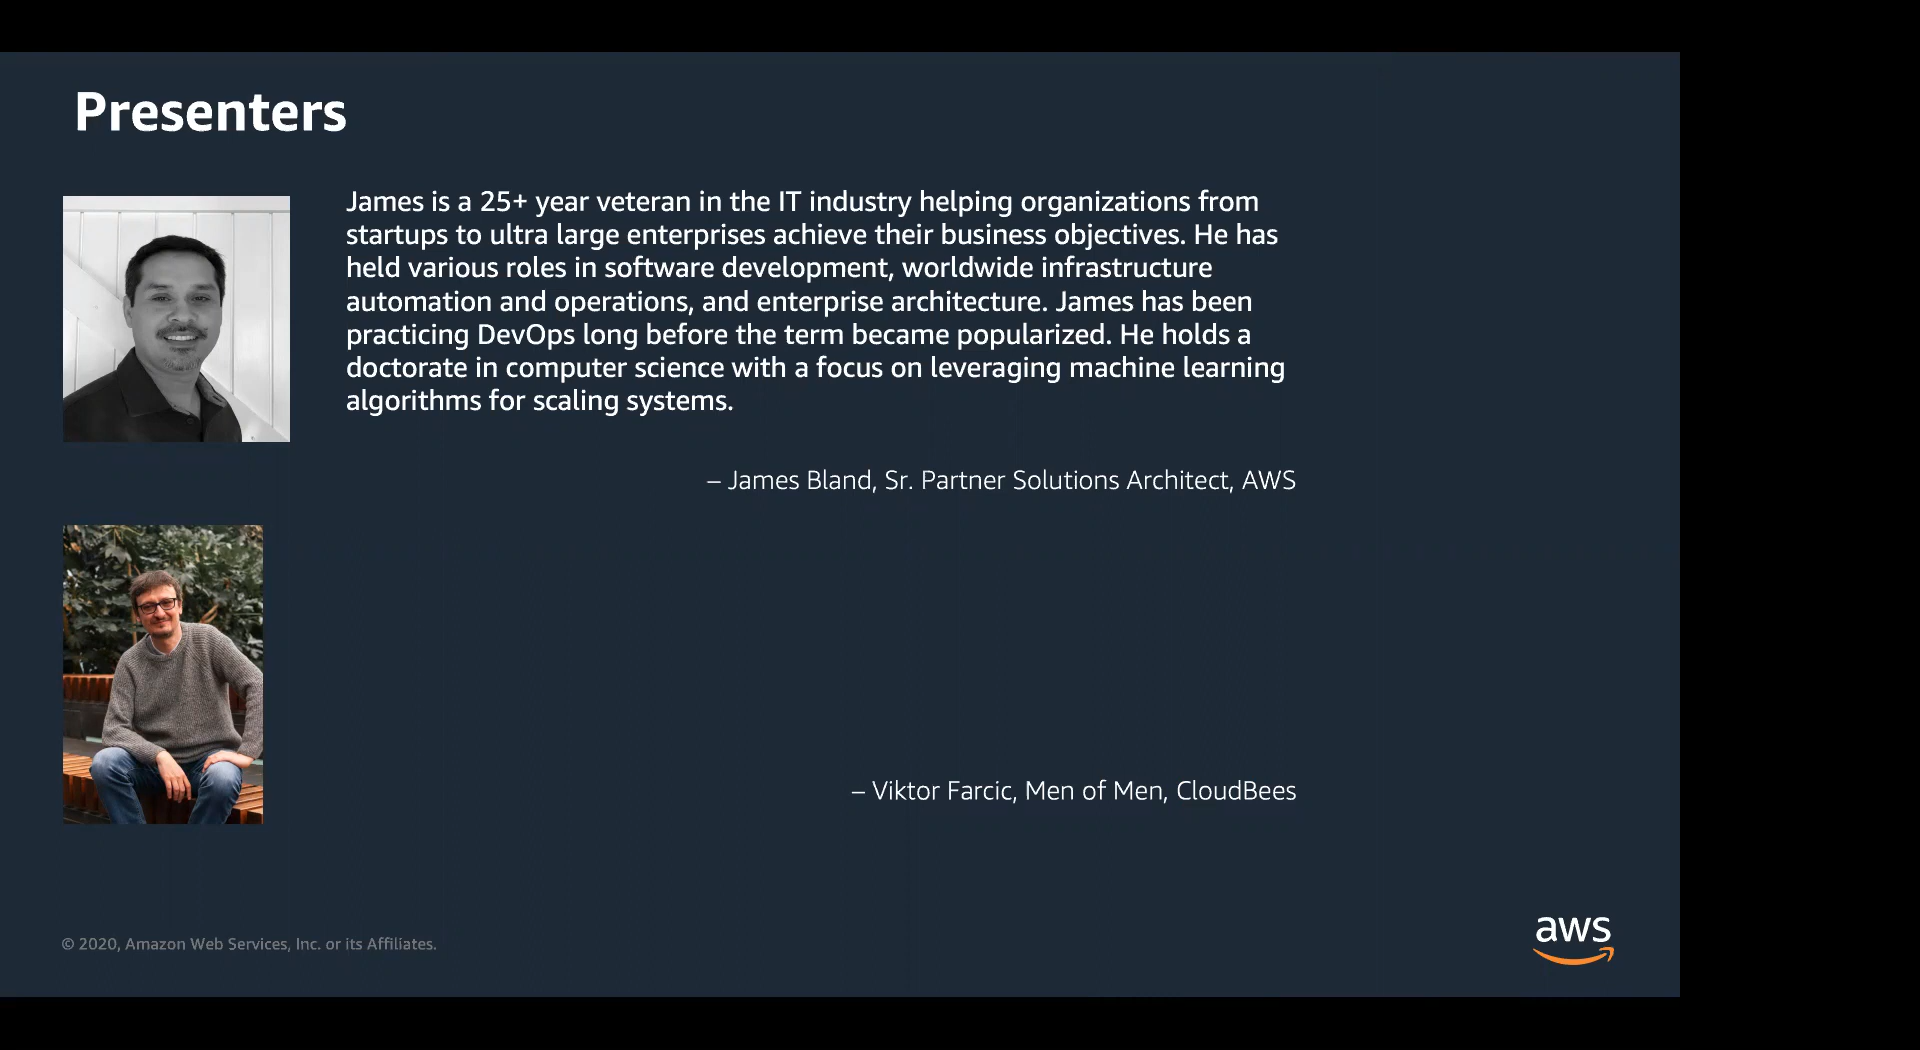 Presenters
James is a 25+ year veteran in the IT industry helping organizations from
startups to ultra large enterprises achieve their business objectives. He has
held various roles in software development, worldwide infrastructure
automation and operations, and enterprise architecture. James has been
practicing DevOps long before the term became popularized. He holds a
doctorate in computer science with a focus on leveraging machine learning
algorithms for scaling systems.
– James Bland, Sr. Partner Solutions Architect, AWS
– Viktor Farcic, Men of Men, CloudBees
© 2020, Amazon Web Services, Inc. or its Affiliates.
aws